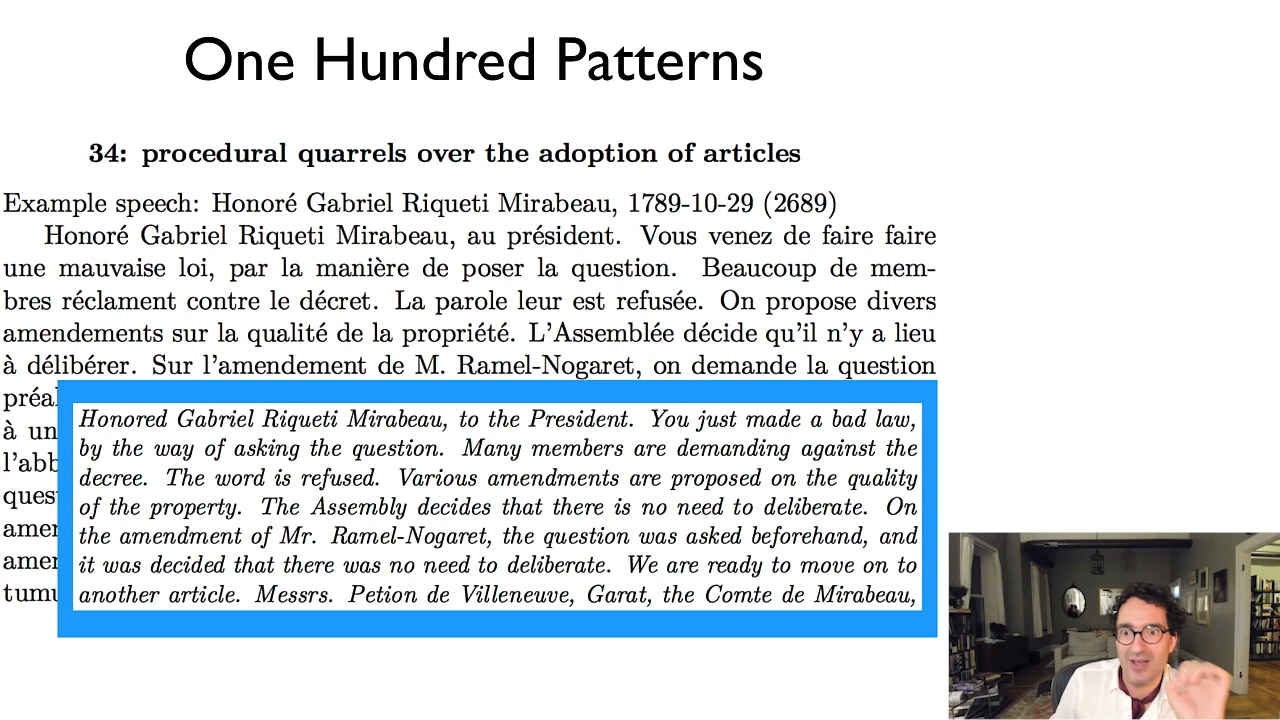 One Hundred Patterns
34: procedural quarrels over the adoption of articles
Example speech: Honoré Gabriel Riqueti Mirabeau, 1789-10-29 (2689)
Honoré Gabriel Riqueti Mirabeau, au président. Vous venez de faire faire
une mauvaise loi, par la manière de poser la question. Beaucoup de mem-
bres réclament contre le décret. La parole leur est refusée. On propose divers
amendements sur la qualité de la propriété. L'Assemblée décide qu'il n'y a lieu
à délibérer. Sur l'amendement de M. Ramel-Nogaret, on demande la question
préal
à un
l'abb
ques
amen
amen
tumu
Honored Gabriel Riqueti Mirabeau, to the President. You just made a bad law,
by the way of asking the question. Many members are demanding against the
decree. The word is refused. Various amendments are proposed on the quality
of the property. The Assembly decides that there is no need to deliberate. On
the amendment of Mr. Ramel-Nogaret, the question was asked beforehand, and
it was decided that there was no need to deliberate. We are ready to move on to
another article. Messrs. Petion de Villeneuve, Garat, the Comte de Mirabeau,